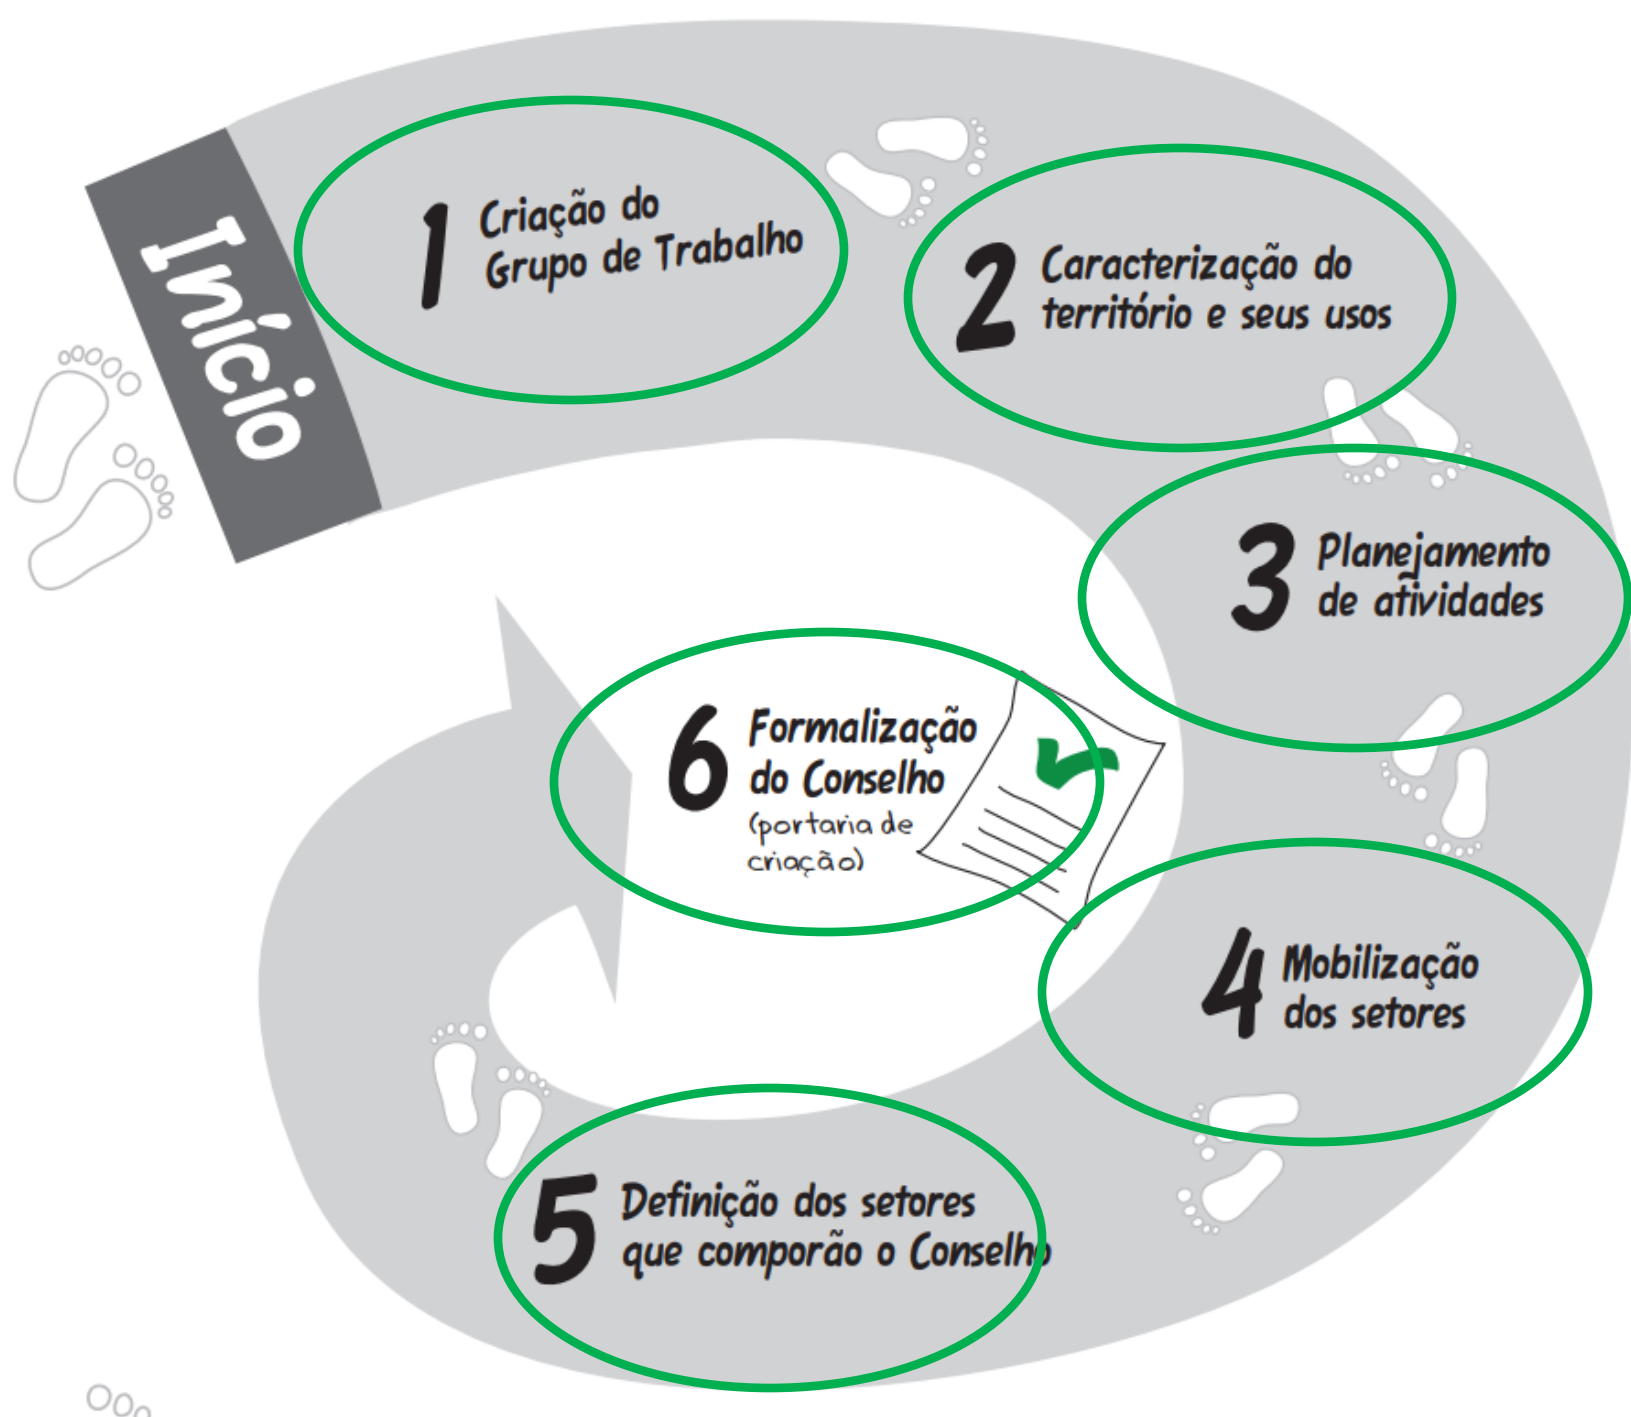 Início
1 Criação do
Grupo de Trabalho
2 Caracterização do
território e seus usos
3 Planejamento
de atividades
4 Mobilização
dos setores
5 Definição dos setores
que comporão o Conselho
6 Formalização
do Conselho
(portaria de
criação)